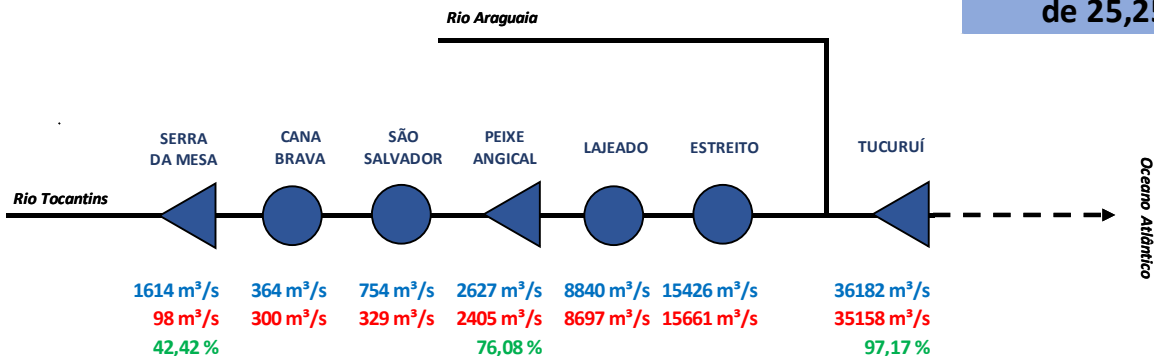 de 25,25
Rio Araguaia
SERRA
DA MESA
CANA
BRAVA
SÃO
SALVADOR
PEIXE
ANGICAL
LAJEADO
ESTREITO
TUCURUÍ
Rio Tocantins
Oceano Atlântico
1614 m³/s 364 m³/s 754 m³/s 2627 m³/s 8840 m³/s 15426 m³/s 36182 m³/s
98 m³/s 300 m³/s 329 m³/s 2405 m³/s 8697 m³/s 15661 m³/s 35158 m³/s
42,42 % 76,08 % 97,17 %